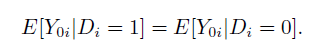 E[Y₀ᵢ|Dᵢ = 1] = E[Y₀ᵢ|Dᵢ = 0].